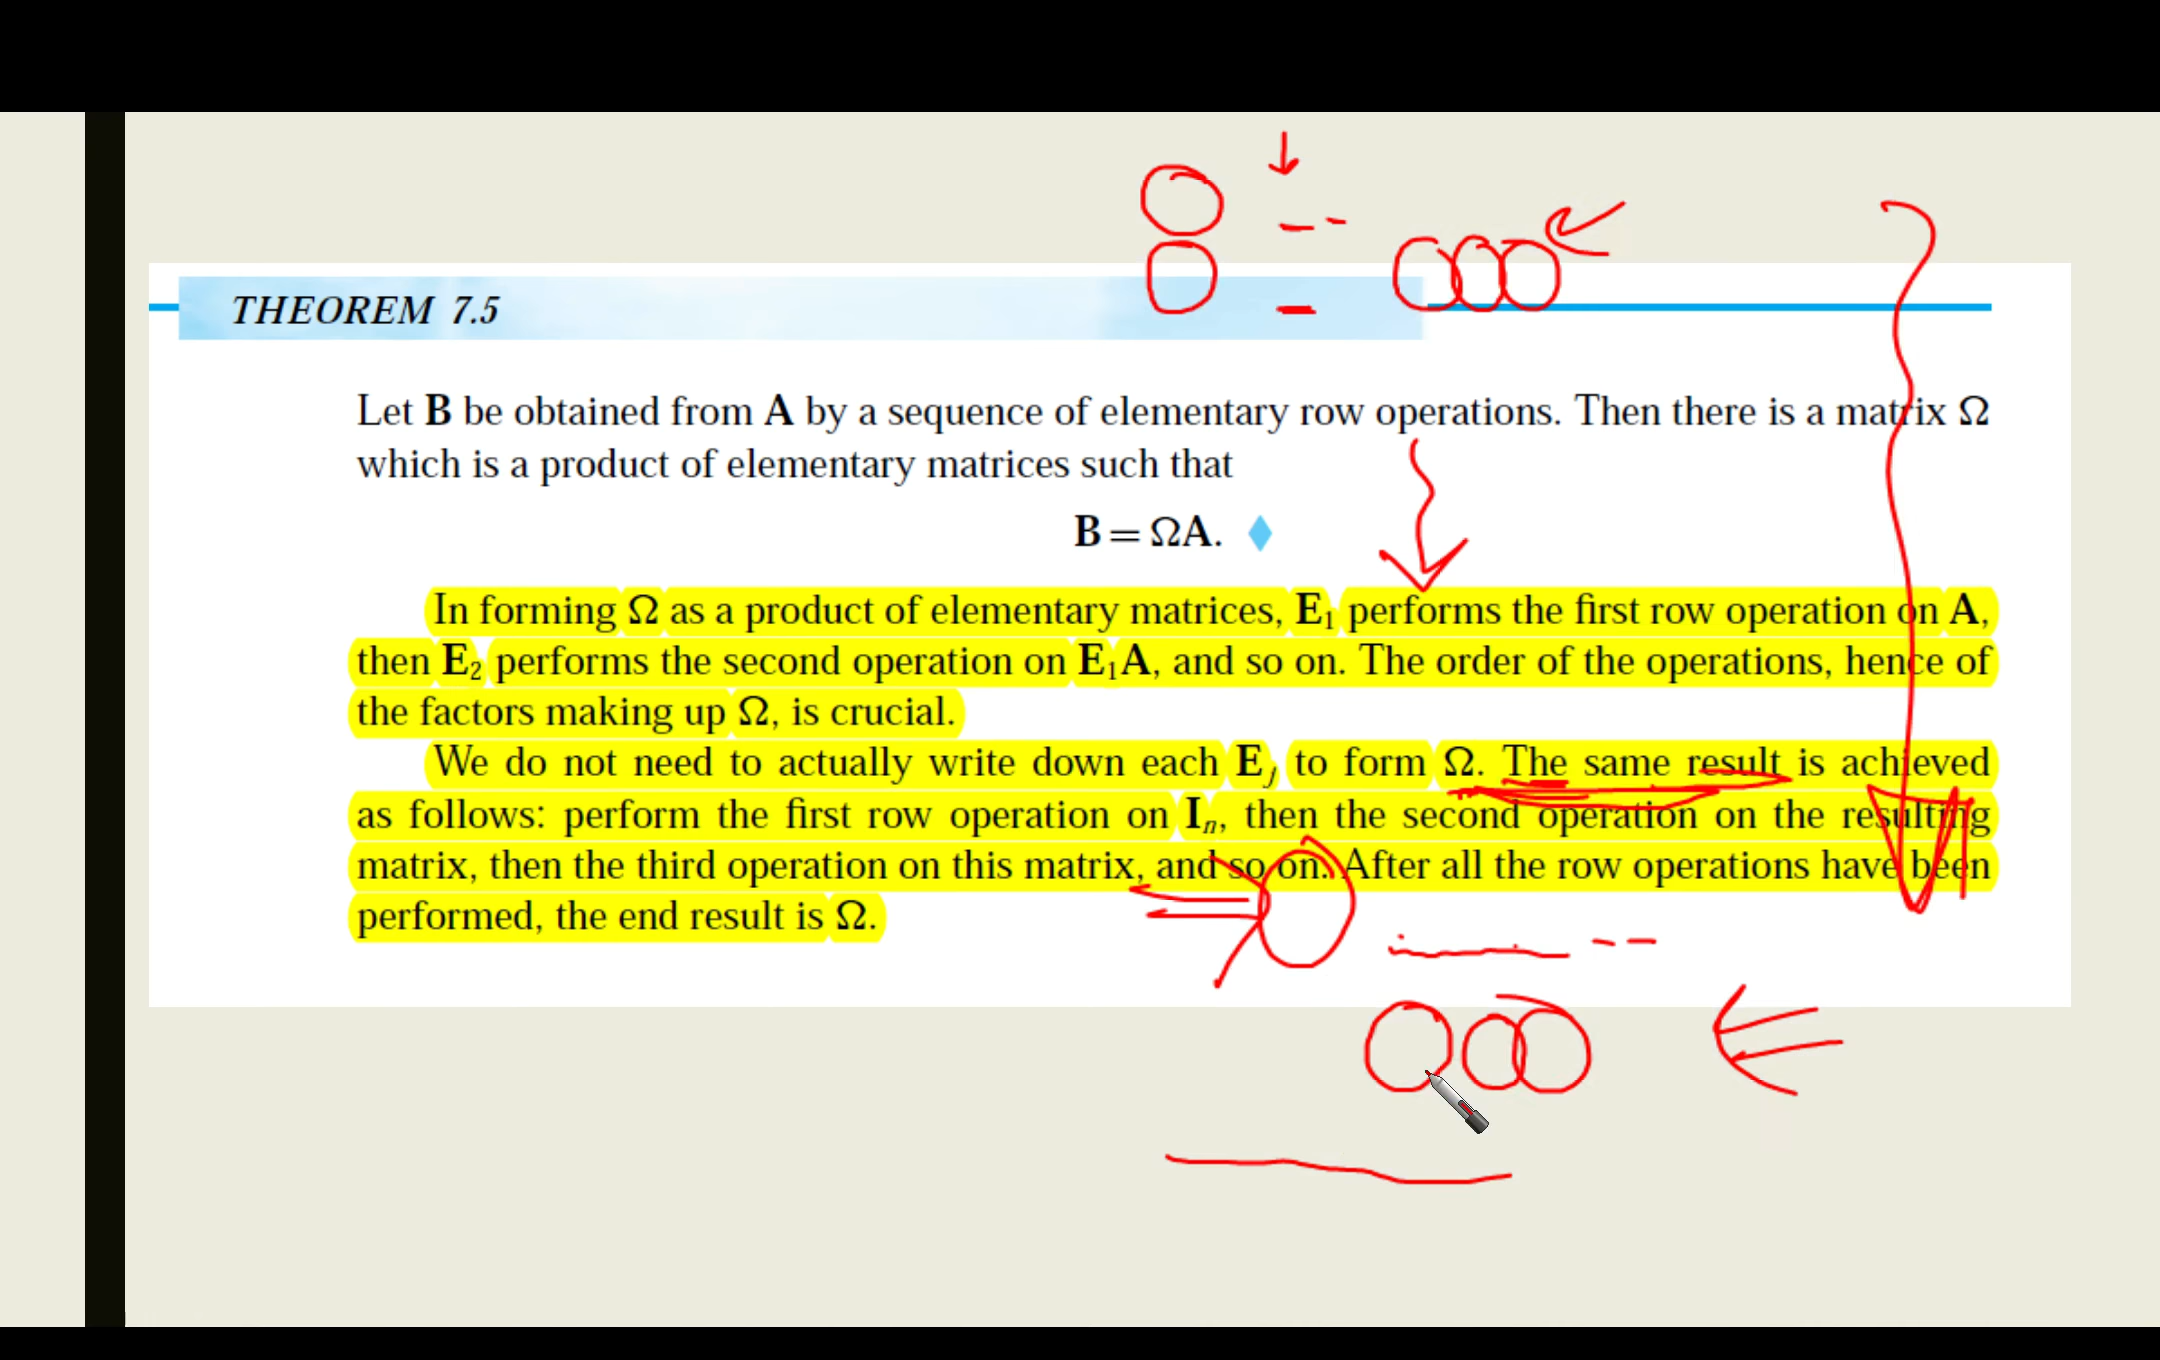 THEOREM 7.5
Let B be obtained from A by a sequence of elementary row operations. Then there is a matrix Ω
which is a product of elementary matrices such that
B = ΩA.
In forming Ω as a product of elementary matrices, E₁ performs the first row operation on A,
then E₂ performs the second operation on E₁A, and so on. The order of the operations, hence of
the factors making up Ω, is crucial.
We do not need to actually write down each Eⱼ to form Ω. The same result is achieved
as follows: perform the first row operation on Iₙ, then the second operation on the resulting
matrix, then the third operation on this matrix, and so on. After all the row operations have been
performed, the end result is Ω.